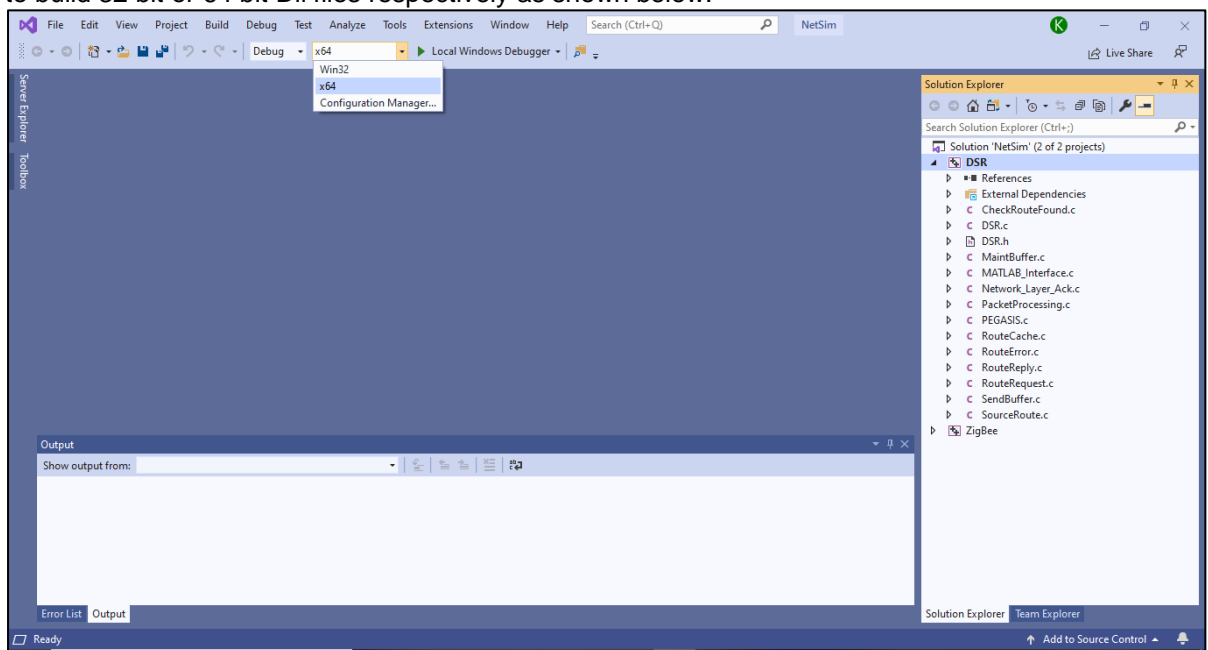 to build 32-bit or 64-bit Dll files respectively as shown below:
File Edit View Project Build Debug Test Analyze Tools Extensions Window Help Search (Ctrl+Q) NetSim K
Debug x64 Local Windows Debugger Live Share
Win32
x64
Configuration Manager...
Server Explorer
Toolbox
Solution Explorer
Search Solution Explorer (Ctrl+;)
Solution 'NetSim' (2 of 2 projects)
DSR
References
External Dependencies
CheckRouteFound.c
DSR.c
DSR.h
MaintBuffer.c
MATLAB_Interface.c
Network_Layer_Ack.c
PacketProcessing.c
PEGASIS.c
RouteCache.c
RouteError.c
RouteReply.c
RouteRequest.c
SendBuffer.c
SourceRoute.c
ZigBee
Output
Show output from:
Error List Output
Solution Explorer Team Explorer
Ready Add to Source Control